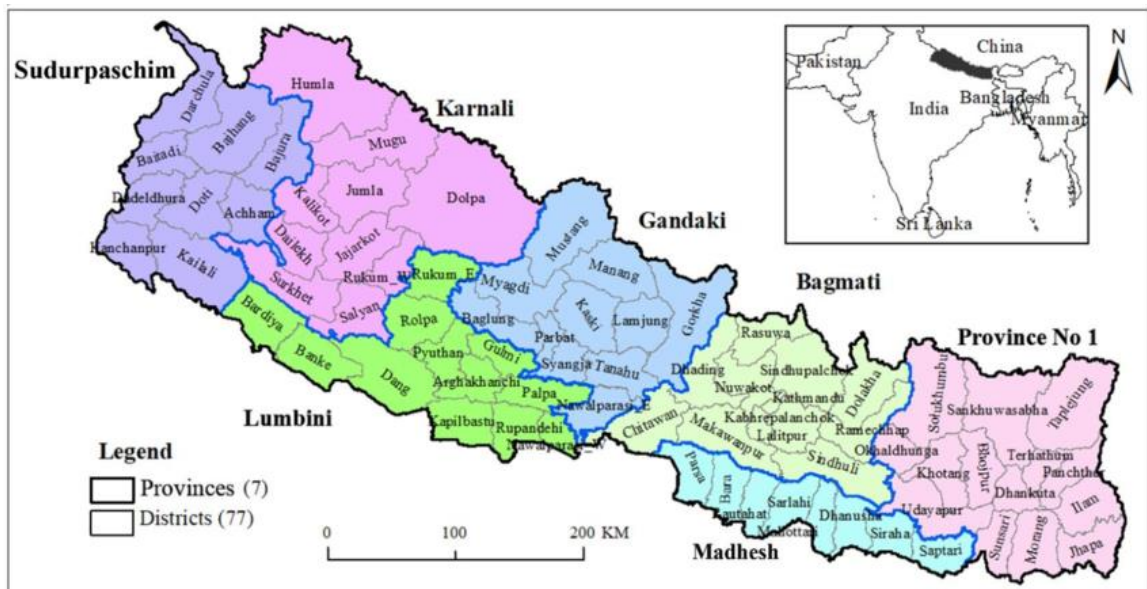 Sudurpaschim
Karnali
Gandaki
Bagmati
Province No 1
Lumbini
Madhesh
Darchula
Bajhang
Bajura
Baitadi
Dadeldhura
Doti
Achham
Kanchanpur
Kailali
Humla
Mugu
Jumla
Dolpa
Kalikot
Dailekh
Jajarkot
Rukum_W
Surkhet
Salyan
Rukum_E
Rolpa
Bardiya
Banke
Dang
Pyuthan
Gulmi
Arghakhanchi
Palpa
Kapilbastu
Rupandehi
Nawalparasi_W
Mustang
Manang
Myagdi
Kaski
Lamjung
Gorkha
Baglung
Parbat
Syangja
Tanahu
Nawalparasi_E
Rasuwa
Dhading
Nuwakot
Sindhupalchok
Kathmandu
Dolakha
Kabhrepalanchok
Lalitpur
Ramechhap
Chitawan
Makawanpur
Sindhuli
Parsa
Bara
Rautahat
Sarlahi
Mahottari
Dhanusha
Siraha
Saptari
Solukhumbu
Sankhuwasabha
Taplejung
Okhaldhunga
Khotang
Bhojpur
Terhathum
Panchther
Dhankuta
Ilam
Udayapur
Sunsari
Morang
Jhapa
China
Pakistan
India
Bangladesh
Myanmar
Sri Lanka
N
Legend
Provinces (7)
Districts (77)
0 100 200 KM